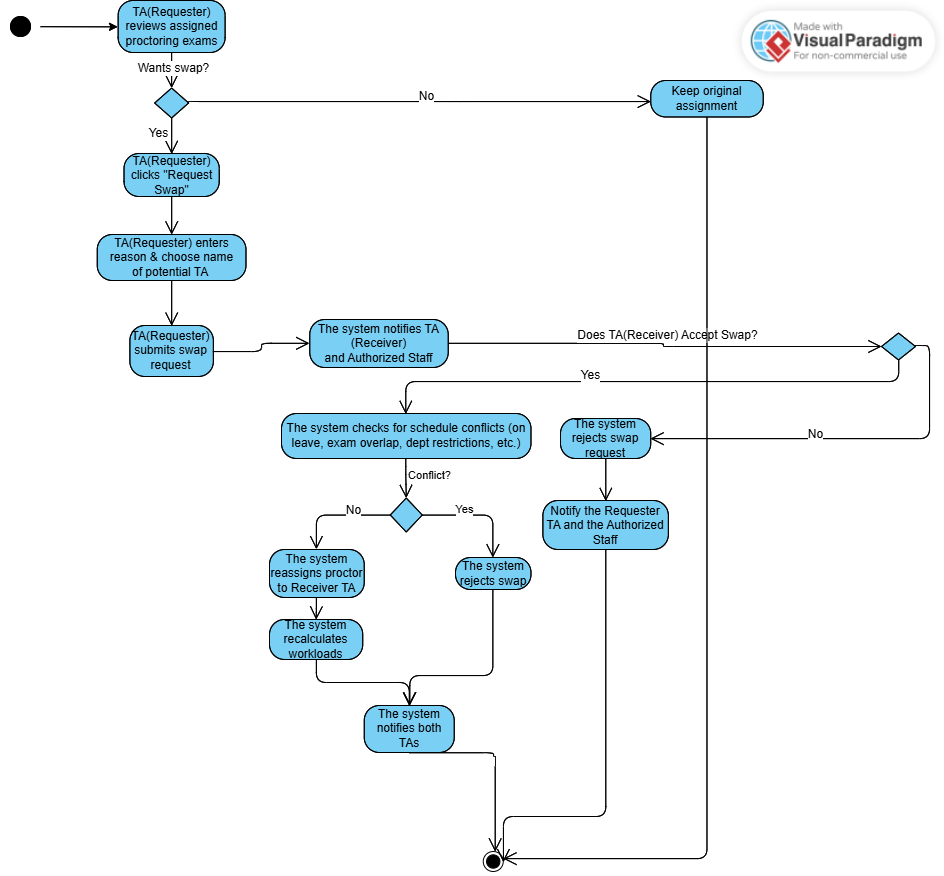 TA(Requester)
reviews assigned
proctoring exams
Made with
Visual Paradigm
For non-commercial use
Wants swap?
No
Keep original
assignment
Yes
TA(Requester)
clicks "Request
Swap"
TA(Requester) enters
reason & choose name
of potential TA
TA(Requester)
submits swap
request
The system notifies TA
(Receiver)
and Authorized Staff
Does TA(Receiver) Accept Swap?
Yes
The system checks for schedule conflicts (on
leave, exam overlap, dept restrictions, etc.)
The system
rejects swap
request
No
Conflict?
No
Yes
Notify the Requester
TA and the Authorized
Staff
The system
reassigns proctor
to Receiver TA
The system
rejects swap
The system
recalculates
workloads
The system
notifies both
TAs